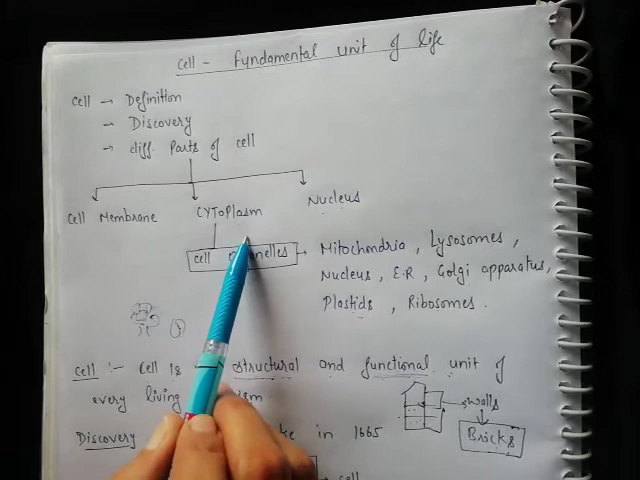 Cell - Fundamental unit of life
Cell → Definition
→ Discovery
→ diff. Parts of cell
Cell Membrane CYToPlasm Nucleus
cell → Mitochondria, Lysosomes,
Nucleus, E.R, Golgi apparatus,
Plastids, Ribosomes.
Cell :- Cell is structural and functional unit of
every living
walls
Discovery in 1665
Bricks
→ cell